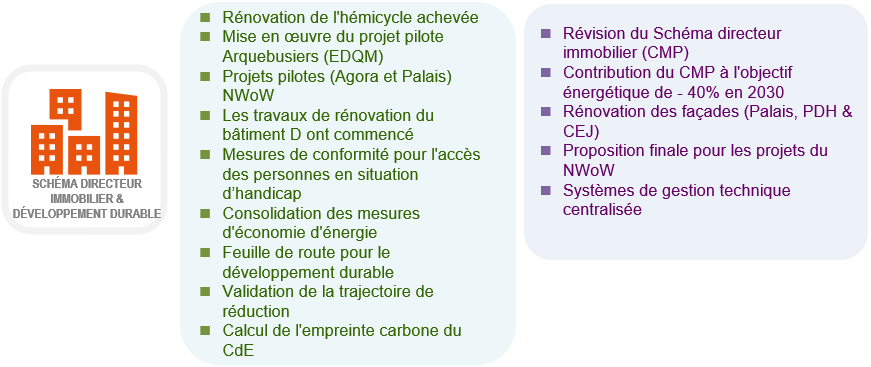 SCHÉMA DIRECTEUR
IMMOBILIER &
DÉVELOPPEMENT DURABLE
Rénovation de l'hémicycle achevée
Mise en œuvre du projet pilote
Arquebusiers (EDQM)
Projets pilotes (Agora et Palais)
NWoW
Les travaux de rénovation du
bâtiment D ont commencé
Mesures de conformité pour l'accès
des personnes en situation
d’handicap
Consolidation des mesures
d'économie d'énergie
Feuille de route pour le
développement durable
Validation de la trajectoire de
réduction
Calcul de l'empreinte carbone du
CdE
Révision du Schéma directeur
immobilier (CMP)
Contribution du CMP à l'objectif
énergétique de - 40% en 2030
Rénovation des façades (Palais, PDH &
CEJ)
Proposition finale pour les projets du
NWoW
Systèmes de gestion technique
centralisée